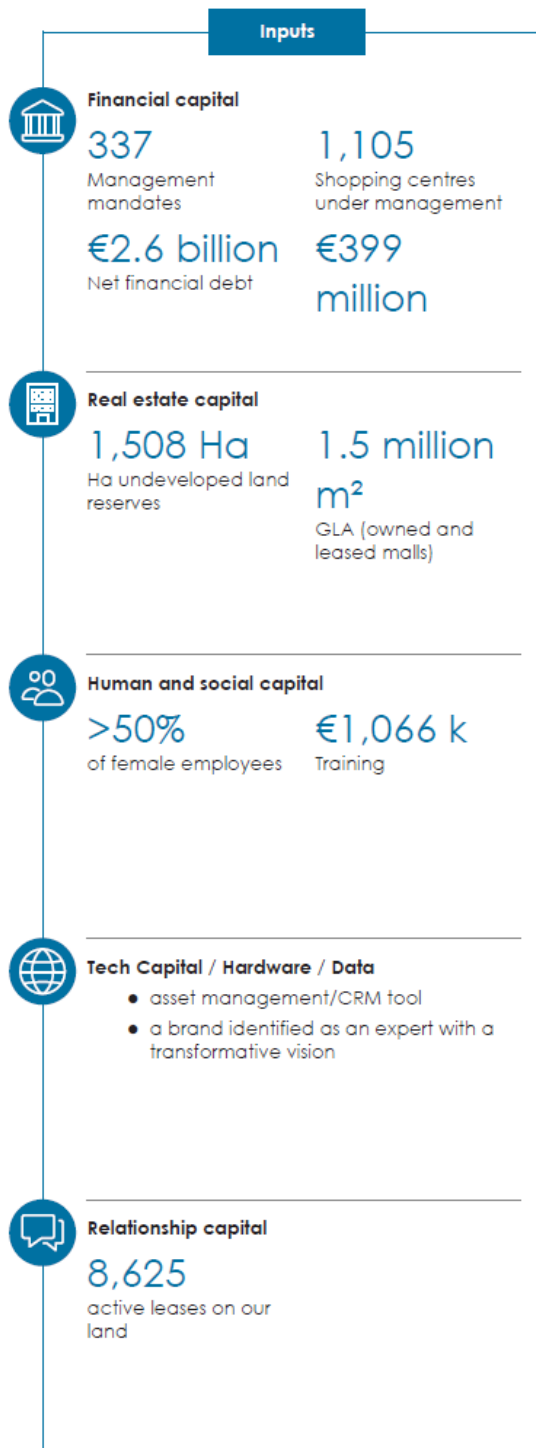 Inputs
Financial capital
337
Management
mandates
1,105
Shopping centres
under management
€2.6 billion
Net financial debt
€399
million
Real estate capital
1,508 Ha
Ha undeveloped land
reserves
1.5 million
m²
GLA (owned and
leased malls)
Human and social capital
>50%
of female employees
€1,066 k
Training
Tech Capital / Hardware / Data
● asset management/CRM tool
● a brand identified as an expert with a
transformative vision
Relationship capital
8,625
active leases on our
land